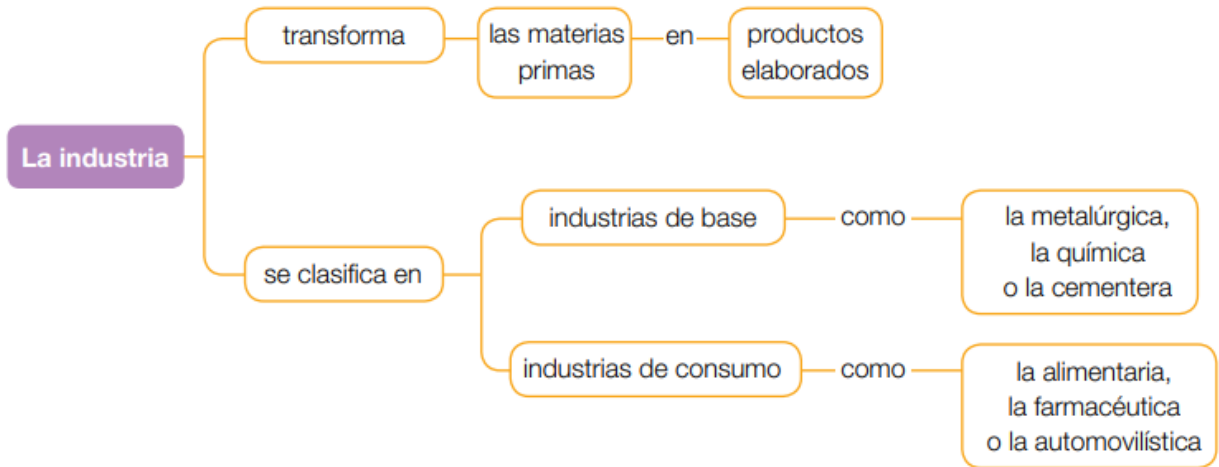 La industria
transforma
las materias
primas
en
productos
elaborados
se clasifica en
industrias de base
como
la metalúrgica,
la química
o la cementera
industrias de consumo
como
la alimentaria,
la farmacéutica
o la automovilística